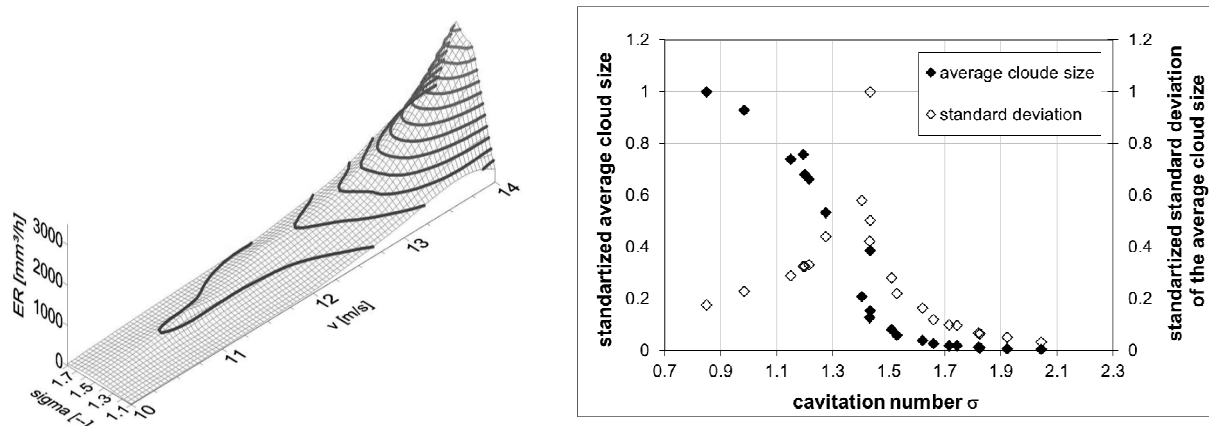 ER [mm³/h]
3000
2000
1000
0
sigma [--]
1.7
1.5
1.3
1.1
v [m/s]
10
11
12
13
14
standartized average cloud size
1.2
1
0.8
0.6
0.4
0.2
0
average cloude size
standard deviation
1.2
1
0.8
0.6
0.4
0.2
0
standartized standard deviation
of the average cloud size
0.7 0.9 1.1 1.3 1.5 1.7 1.9 2.1 2.3
cavitation number σ